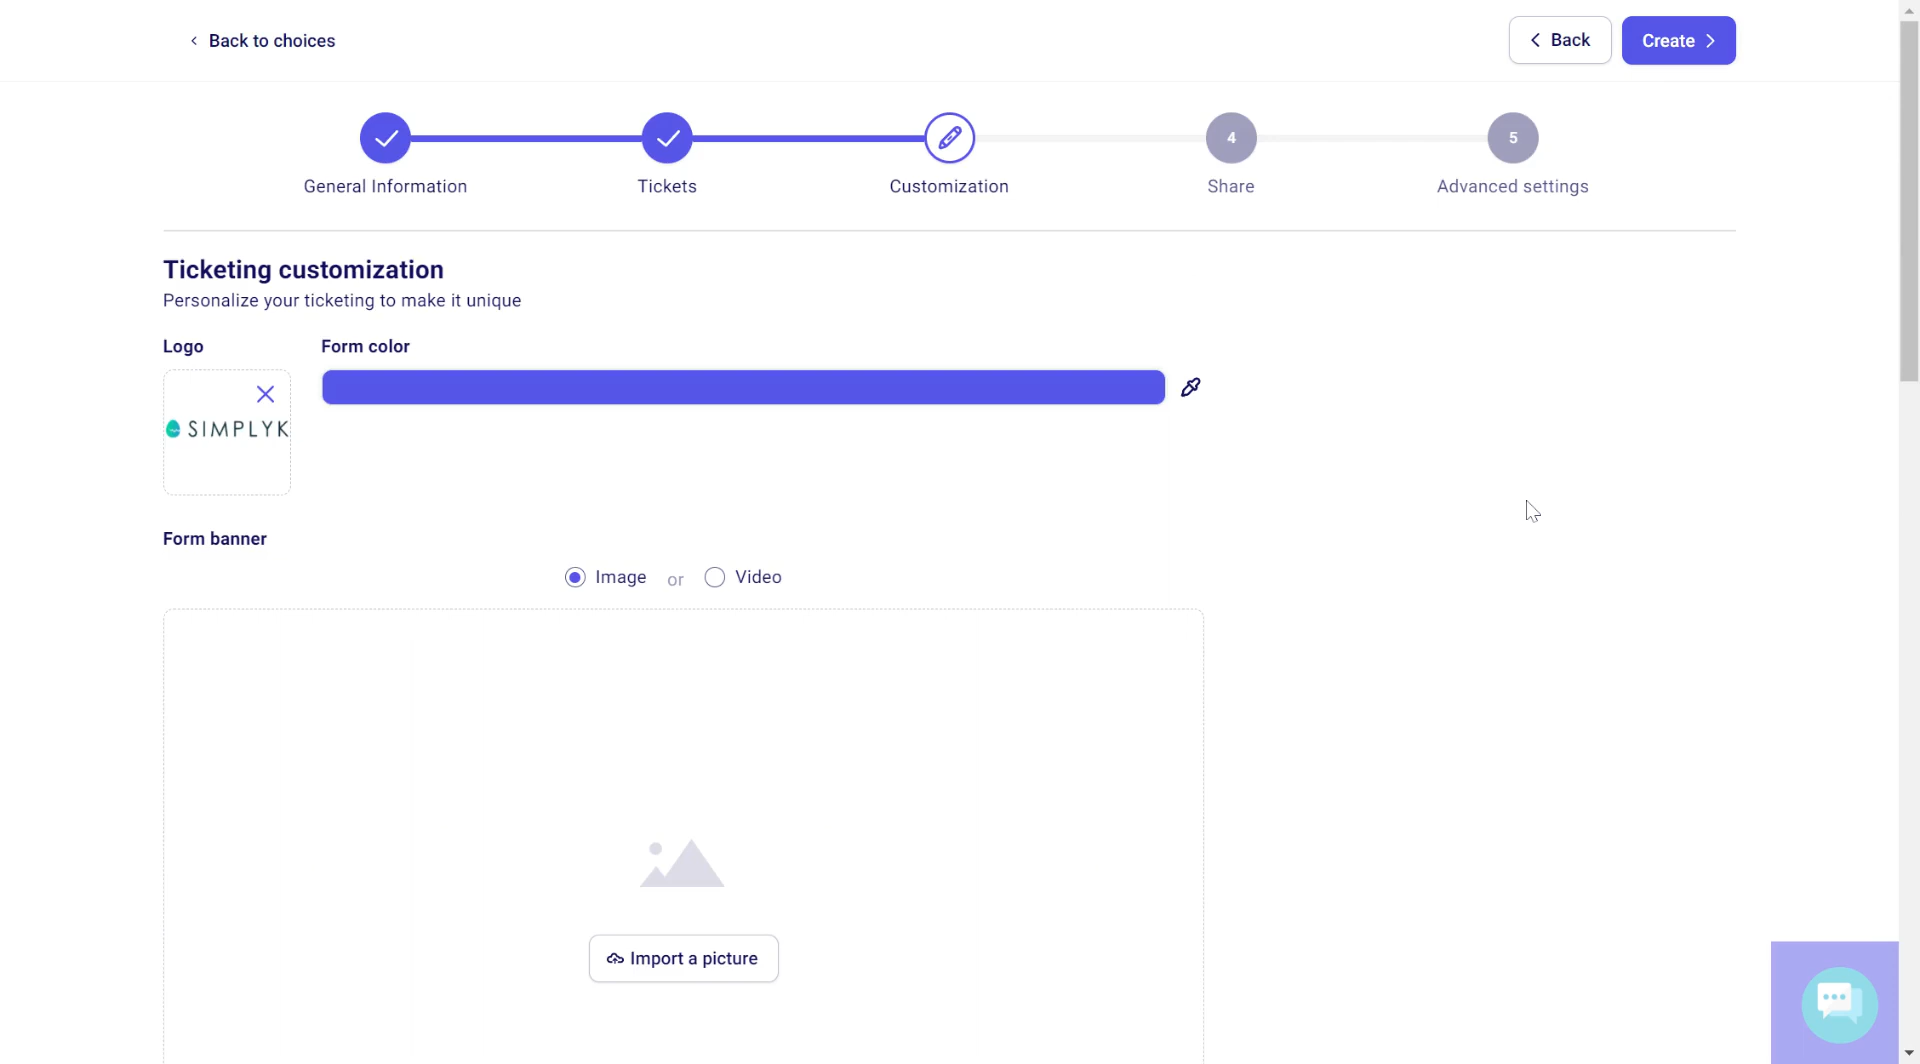 Back to choices
Back
Create
4
5
General Information
Tickets
Customization
Share
Advanced settings
Ticketing customization
Personalize your ticketing to make it unique
Logo
Form color
SIMPLYK
Form banner
Image or Video
Import a picture